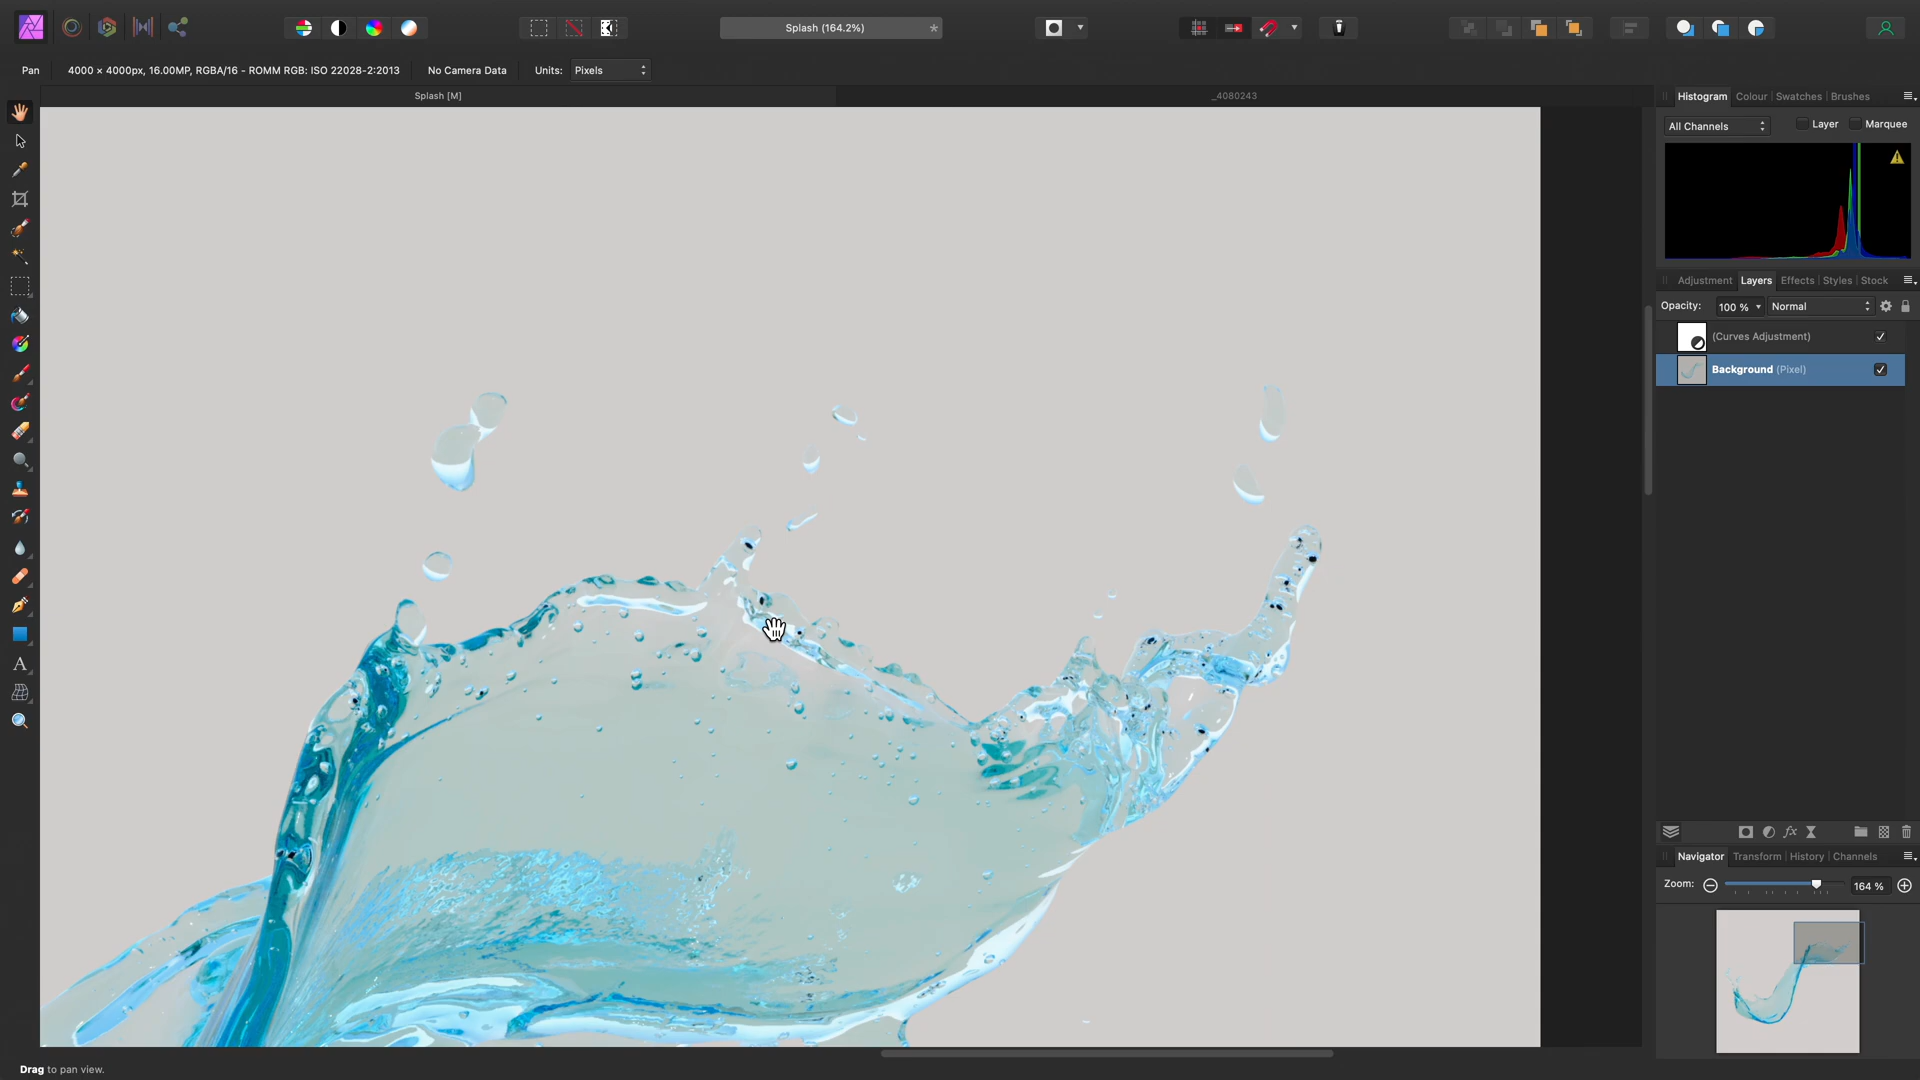 Splash (164.2%)
Pan 4000 × 4000px, 16.00MP, RGBA/16 - ROMM RGB: ISO 22028-2:2013 No Camera Data Units: Pixels
Splash [M] _4080243
Histogram Colour Swatches Brushes
All Channels Layer Marquee
Adjustment Layers Effects Styles Stock
Opacity: 100 % Normal
(Curves Adjustment)
Background (Pixel)
fx
Navigator Transform History Channels
Zoom: 164 %
Drag to pan view.